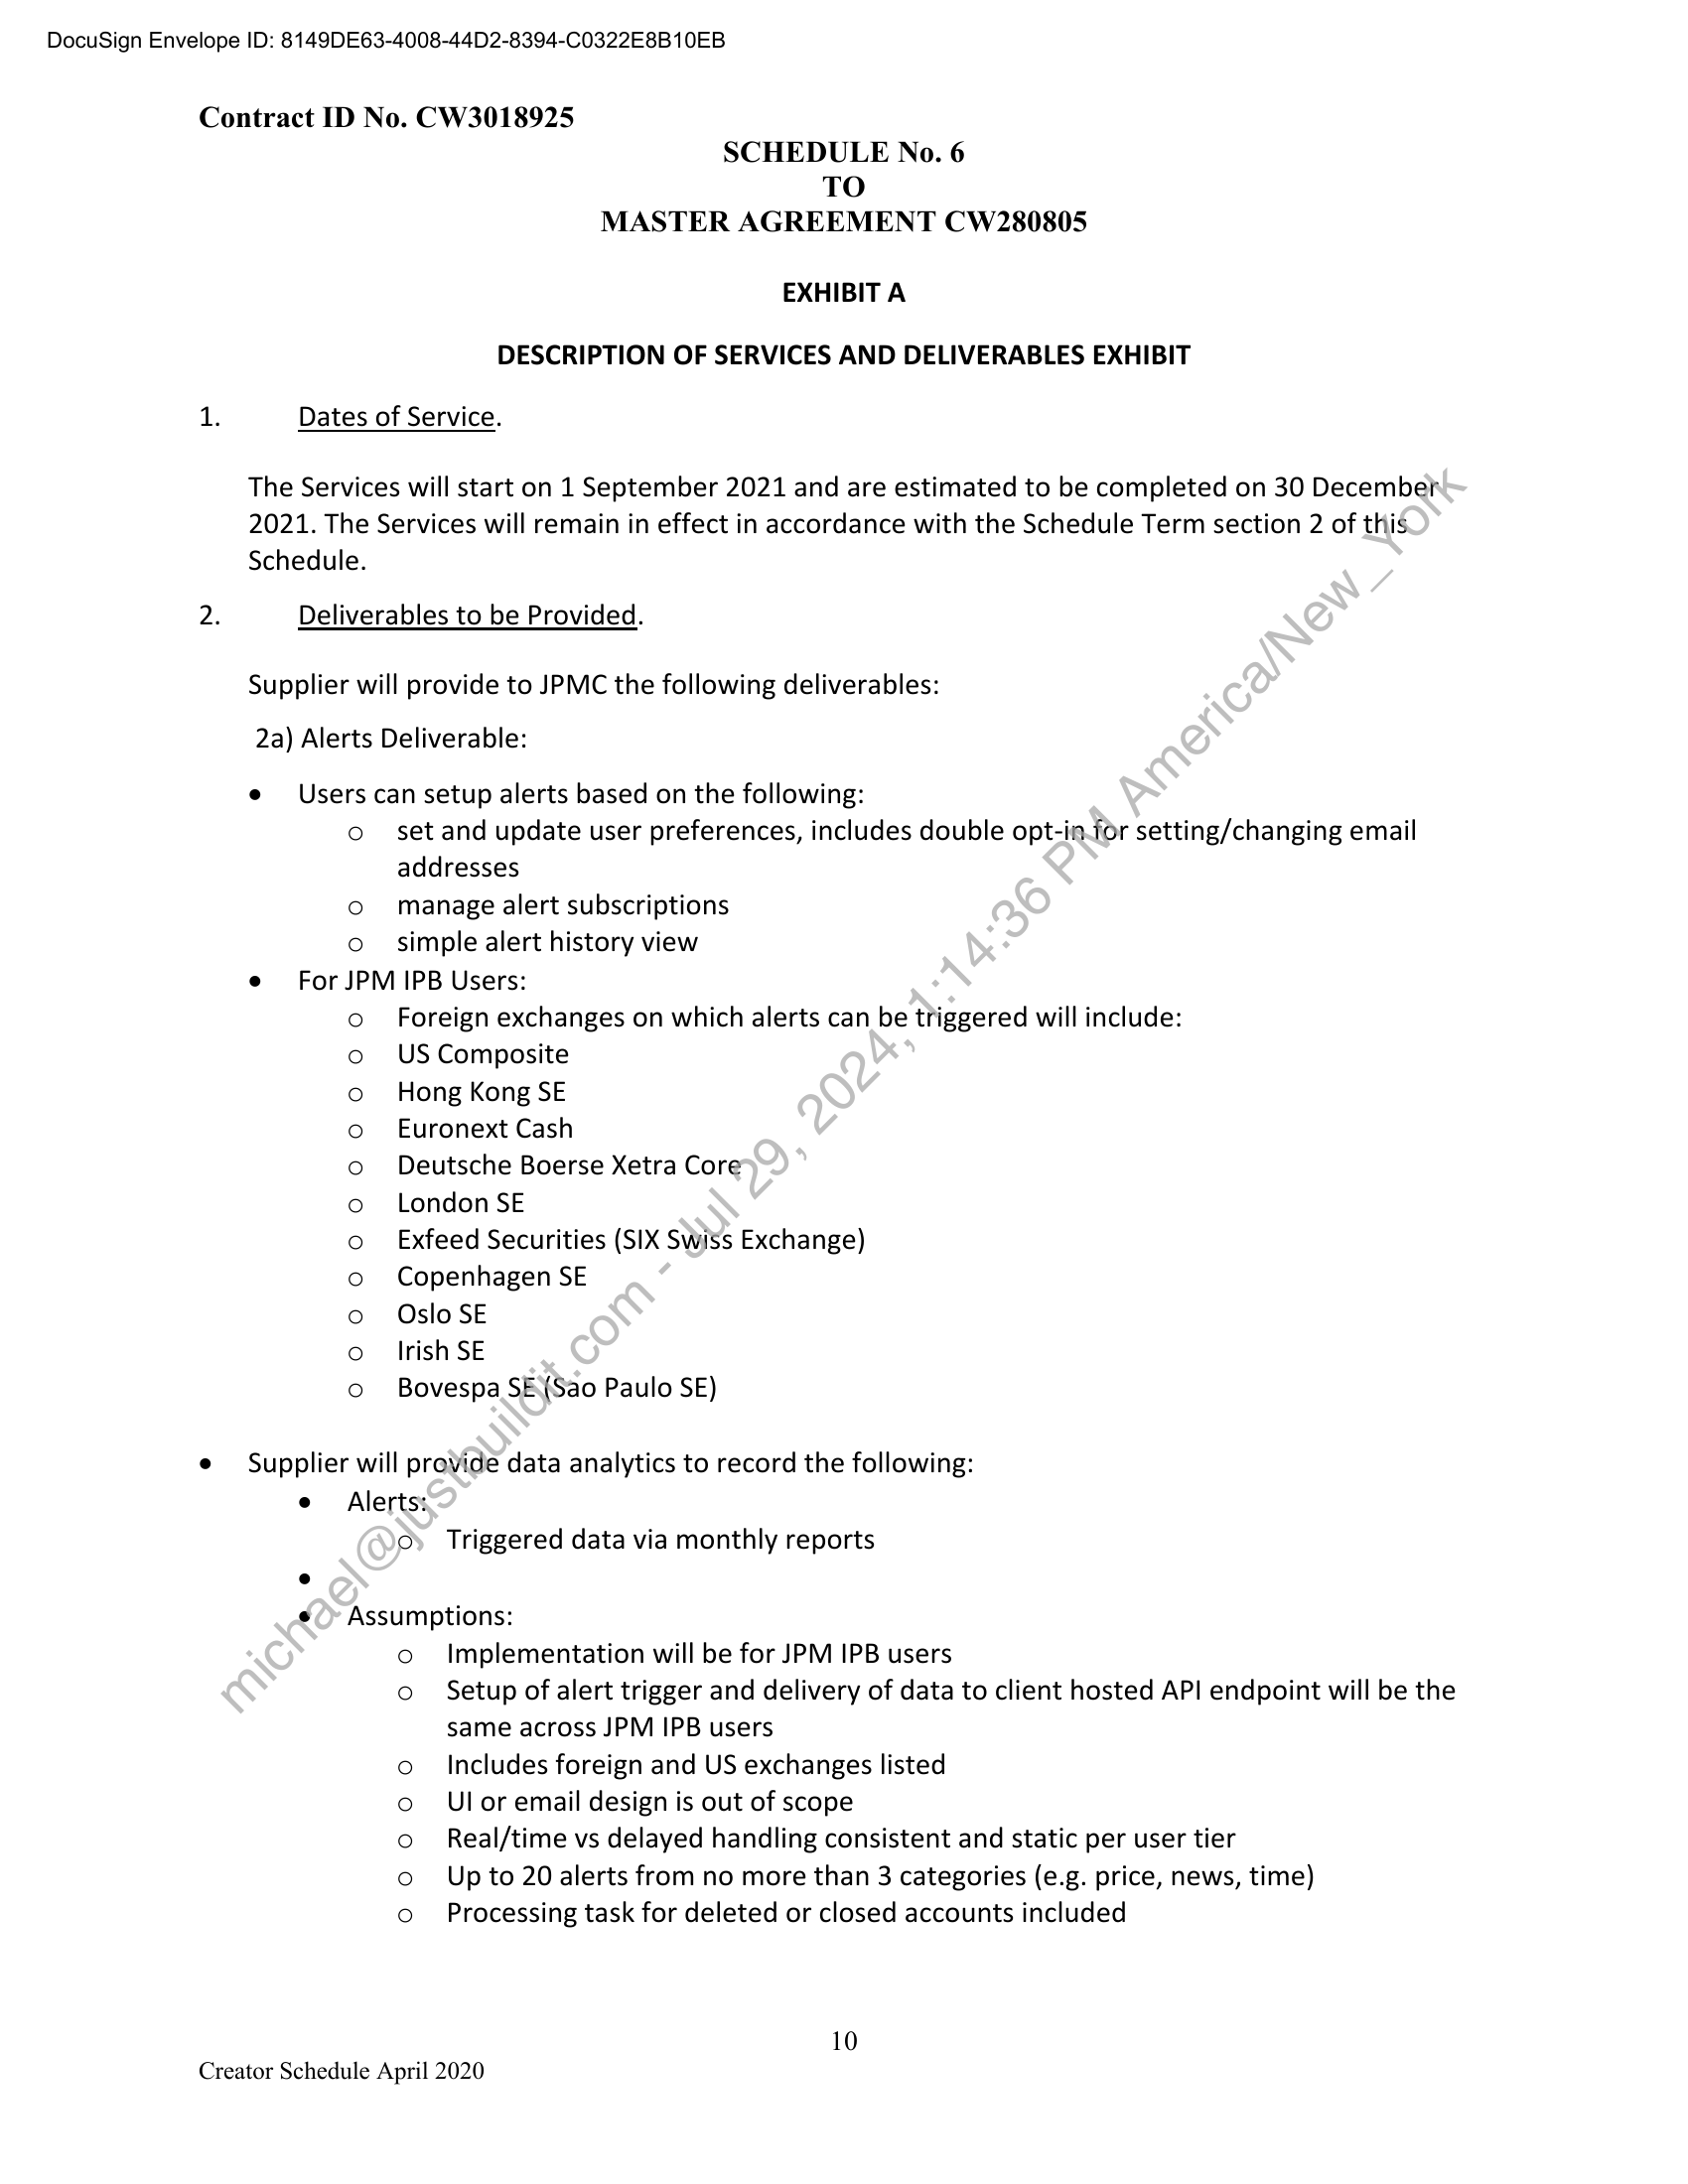 DocuSign Envelope ID: 8149DE63-4008-44D2-8394-C0322E8B10EB
Contract ID No. CW3018925
SCHEDULE No. 6
TO
MASTER AGREEMENT CW280805
EXHIBIT A
DESCRIPTION OF SERVICES AND DELIVERABLES EXHIBIT
1. Dates of Service.
The Services will start on 1 September 2021 and are estimated to be completed on 30 December
2021. The Services will remain in effect in accordance with the Schedule Term section 2 of this
Schedule.
2. Deliverables to be Provided.
Supplier will provide to JPMC the following deliverables:
2a) Alerts Deliverable:
• Users can setup alerts based on the following:
o set and update user preferences, includes double opt-in for setting/changing email
addresses
o manage alert subscriptions
o simple alert history view
• For JPM IPB Users:
o Foreign exchanges on which alerts can be triggered will include:
o US Composite
o Hong Kong SE
o Euronext Cash
o Deutsche Boerse Xetra Core
o London SE
o Exfeed Securities (SIX Swiss Exchange)
o Copenhagen SE
o Oslo SE
o Irish SE
o Bovespa SE (Sao Paulo SE)
• Supplier will provide data analytics to record the following:
• Alerts:
o Triggered data via monthly reports
•
• Assumptions:
o Implementation will be for JPM IPB users
o Setup of alert trigger and delivery of data to client hosted API endpoint will be the
same across JPM IPB users
o Includes foreign and US exchanges listed
o UI or email design is out of scope
o Real/time vs delayed handling consistent and static per user tier
o Up to 20 alerts from no more than 3 categories (e.g. price, news, time)
o Processing task for deleted or closed accounts included
10
Creator Schedule April 2020
michael@justbuildit.com - Jul 29, 2024, 1:14:36 PM America/New_York